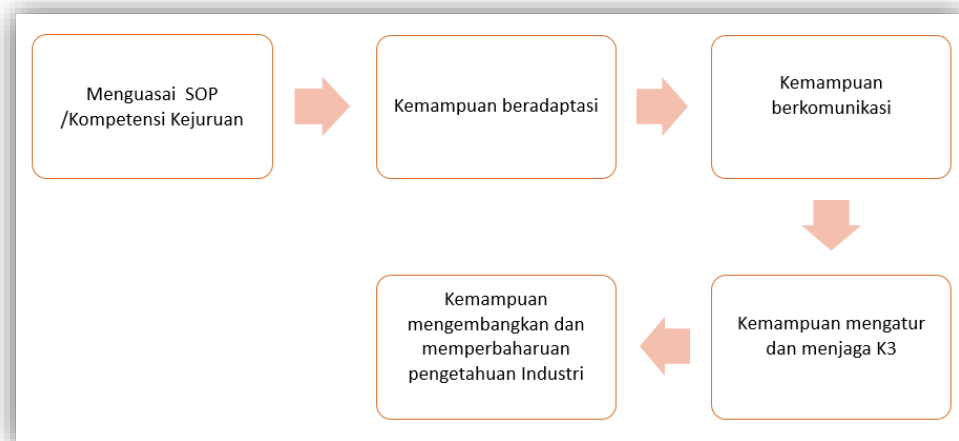 Menguasai SOP
/Kompetensi Kejuruan
Kemampuan beradaptasi
Kemampuan
berkomunikasi
Kemampuan mengatur
dan menjaga K3
Kemampuan
mengembangkan dan
memperbaharuan
pengetahuan Industri